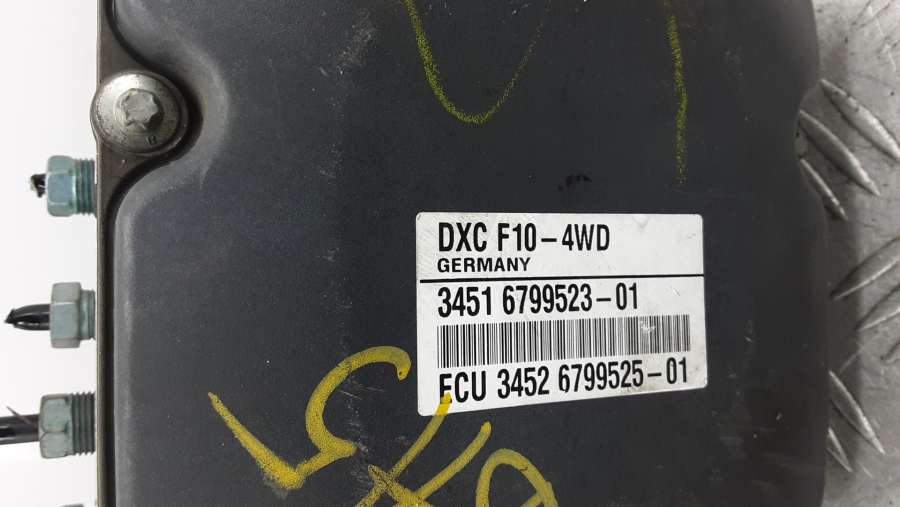 DXC F10-4WD
GERMANY
3451 6799523-01
ECU 3452 6799525-01